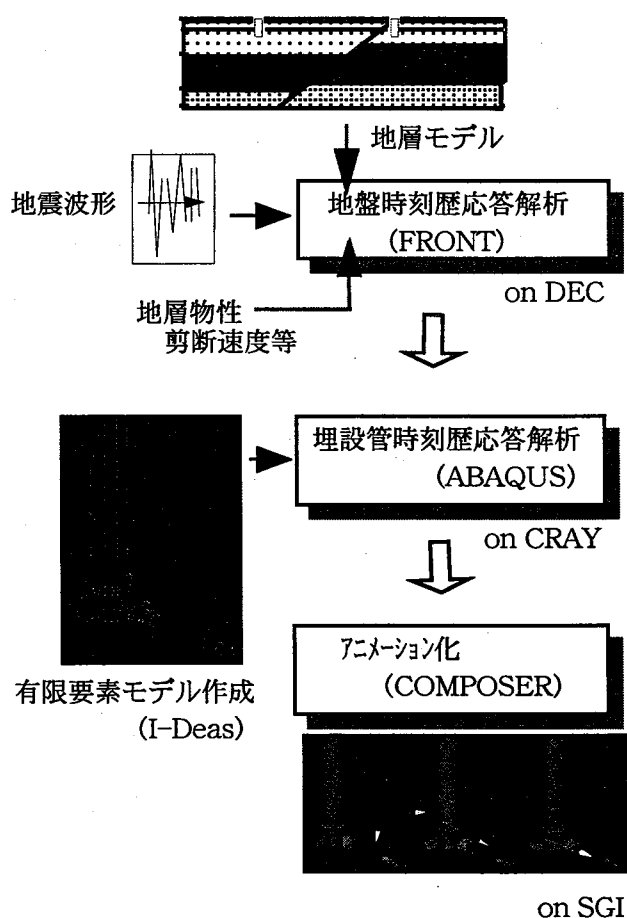 地層モデル
地震波形
地盤時刻歴応答解析
(FRONT)
on DEC
地層物性
剪断速度等
埋設管時刻歴応答解析
(ABAQUS)
on CRAY
有限要素モデル作成
(I-Deas)
ｱﾆﾒｰｼｮﾝ化
(COMPOSER)
on SGI